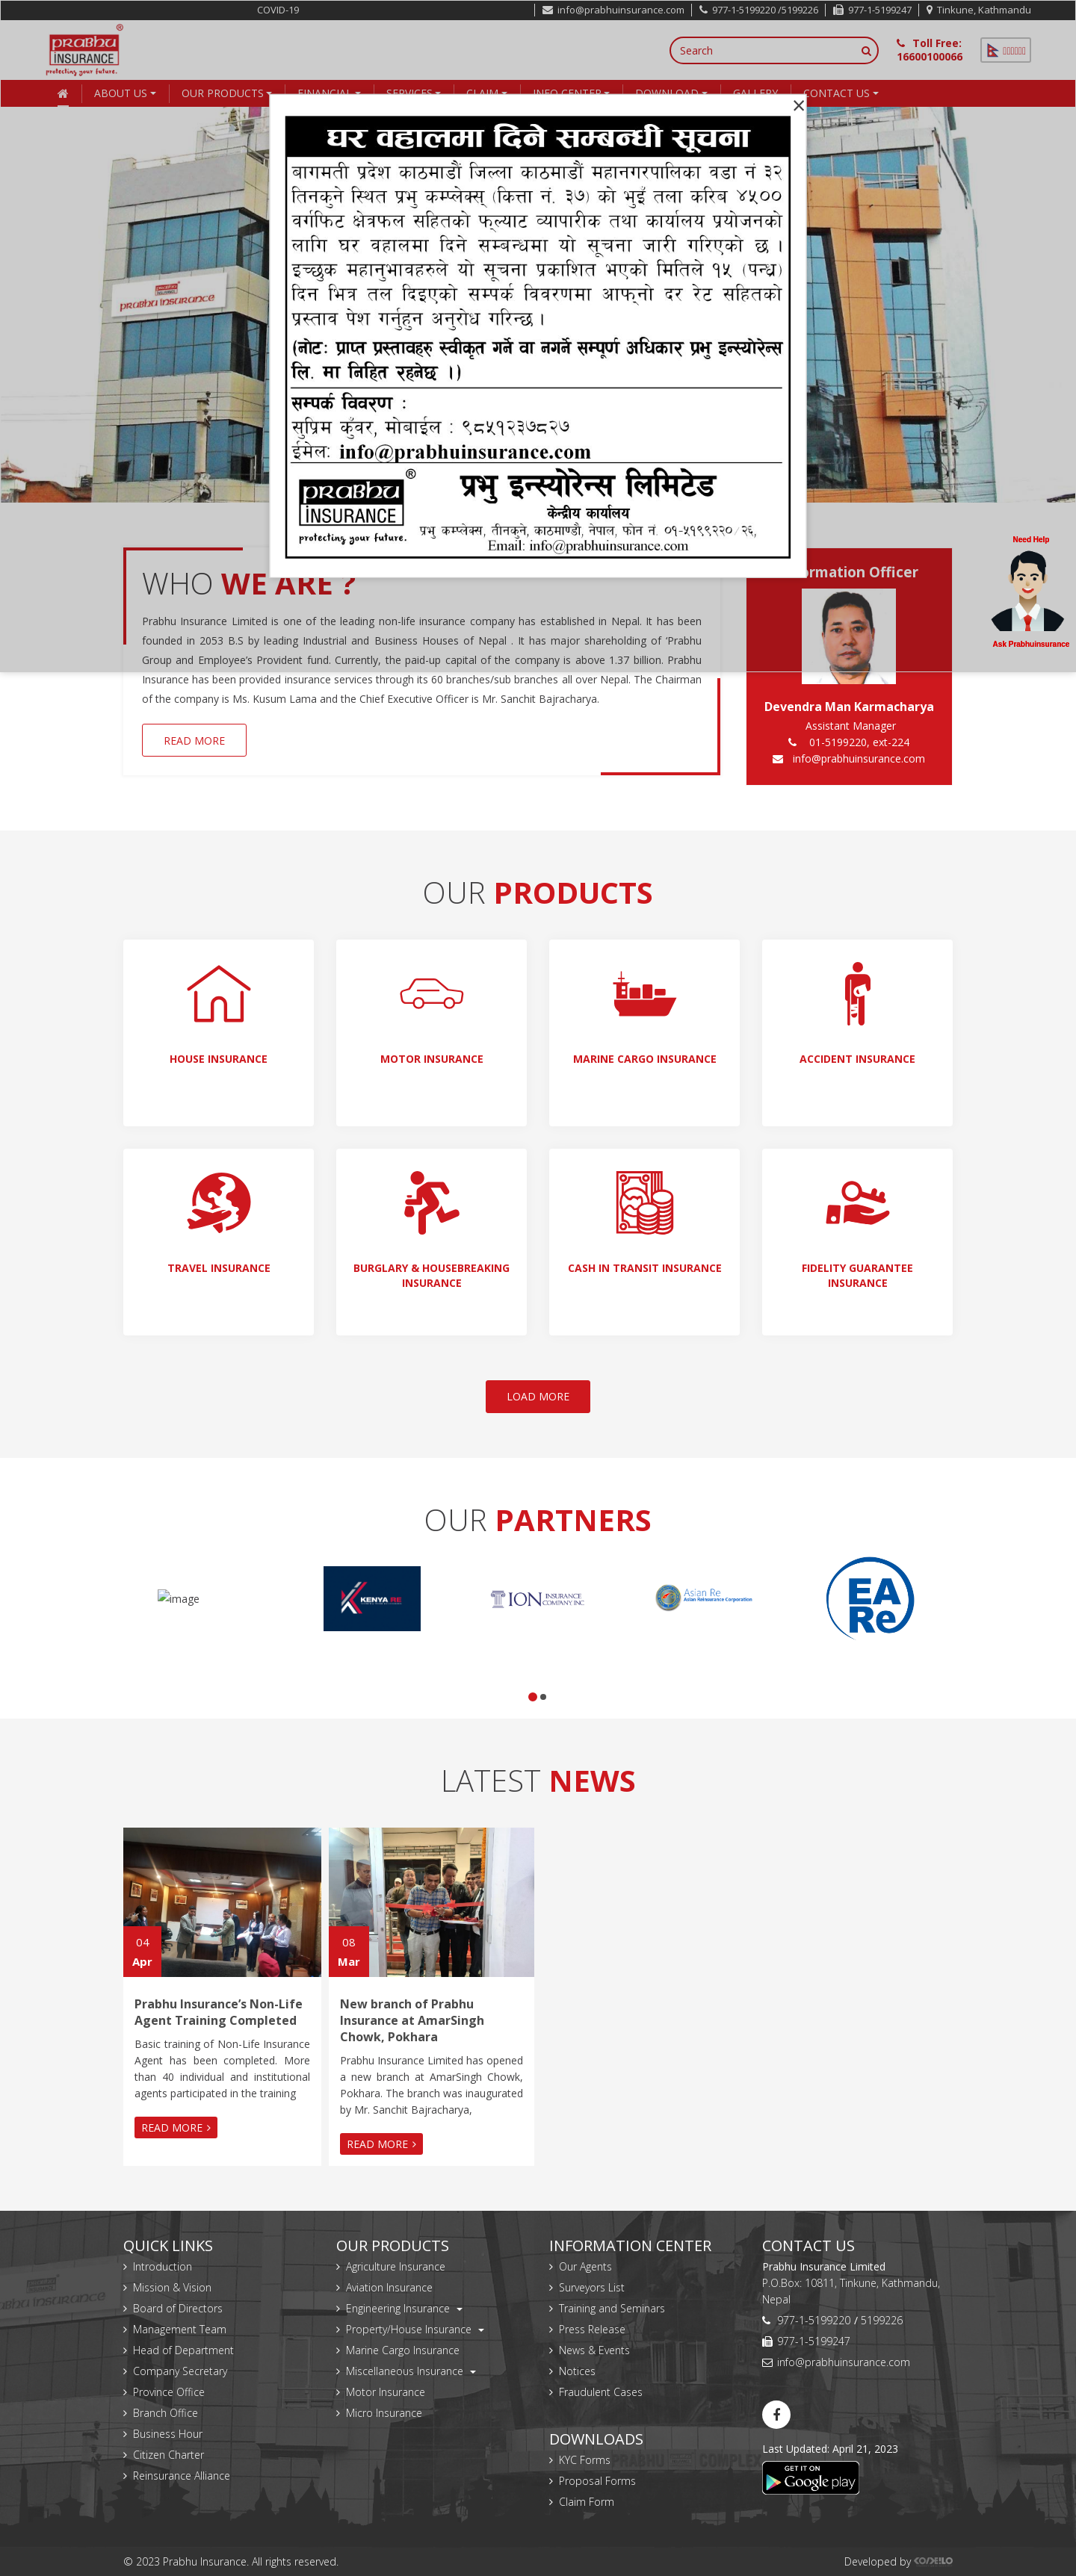 COVID-19
info@prabhuinsurance.com
977-1-5199220 /5199226
977-1-5199247
Tinkune, Kathmandu
PRABHU
INSURANCE
protecting your future.
Search
Toll Free:
16600100066
ABOUT US
OUR PRODUCTS
FINANCIAL
SERVICES
CLAIM
INFO CENTER
DOWNLOAD
GALLERY
CONTACT US
×
घर वहालमा दिने सम्बन्धी सूचना
बागमती प्रदेश काठमाडौं जिल्ला काठमाडौं महानगरपालिका वडा नं ३२
तिनकुने स्थित प्रभु कम्प्लेक्स् (कित्ता नं. ३७) को भुइँ तला करिब ४५००
वर्गफिट क्षेत्रफल सहितको फ्ल्याट व्यापारीक तथा कार्यालय प्रयोजनको
लागि घर वहालमा दिने सम्बन्धमा यो सूचना जारी गरिएको छ ।
इच्छुक महानुभावहरुले यो सूचना प्रकाशित भएको मितिले १५ (पन्ध्र)
दिन भित्र तल दिइएको सम्पर्क विवरणमा आफ्नो दर रेट सहितको
प्रस्ताव पेश गर्नुहुन अनुरोध गरिन्छ ।
(नोटः प्राप्त प्रस्तावहरु स्वीकृत गर्ने वा नगर्ने सम्पूर्ण अधिकार प्रभु इन्स्योरेन्स
लि. मा निहित रहनेछ ।)
सम्पर्क विवरण :
सुप्रिम कुँवर, मोबाईल : ९८५१२३७८२७
ईमेल: info@prabhuinsurance.com
PRABHU
INSURANCE
protecting your future.
प्रभु इन्स्योरेन्स लिमिटेड
केन्द्रीय कार्यालय
प्रभु कम्प्लेक्स, तीनकुने, काठमाण्डौ, नेपाल, फोन नं. ०१-५१९९२२०/२६,
Email: info@prabhuinsurance.com
PRABHU INSURANCE
WHO WE ARE ?
Prabhu Insurance Limited is one of the leading non-life insurance company has established in Nepal. It has been
founded in 2053 B.S by leading Industrial and Business Houses of Nepal . It has major shareholding of ‘Prabhu
Group and Employee’s Provident fund. Currently, the paid-up capital of the company is above 1.37 billion. Prabhu
Insurance has been provided insurance services through its 60 branches/sub branches all over Nepal. The Chairman
of the company is Ms. Kusum Lama and the Chief Executive Officer is Mr. Sanchit Bajracharya.
READ MORE
ormation Officer
Devendra Man Karmacharya
Assistant Manager
01-5199220, ext-224
info@prabhuinsurance.com
Need Help
Ask Prabhuinsurance
OUR PRODUCTS
HOUSE INSURANCE
MOTOR INSURANCE
MARINE CARGO INSURANCE
ACCIDENT INSURANCE
TRAVEL INSURANCE
BURGLARY & HOUSEBREAKING
INSURANCE
CASH IN TRANSIT INSURANCE
FIDELITY GUARANTEE
INSURANCE
LOAD MORE
OUR PARTNERS
image
KENYA RE
ION INSURANCE
COMPANY INC
Asian Re
Asian Reinsurance Corporation
EA
Re
LATEST NEWS
04
Apr
Prabhu Insurance’s Non-Life
Agent Training Completed
Basic training of Non-Life Insurance
Agent has been completed. More
than 40 individual and institutional
agents participated in the training
READ MORE
08
Mar
New branch of Prabhu
Insurance at AmarSingh
Chowk, Pokhara
Prabhu Insurance Limited has opened
a new branch at AmarSingh Chowk,
Pokhara. The branch was inaugurated
by Mr. Sanchit Bajracharya,
READ MORE
QUICK LINKS
Introduction
Mission & Vision
Board of Directors
Management Team
Head of Department
Company Secretary
Province Office
Branch Office
Business Hour
Citizen Charter
Reinsurance Alliance
OUR PRODUCTS
Agriculture Insurance
Aviation Insurance
Engineering Insurance
Property/House Insurance
Marine Cargo Insurance
Miscellaneous Insurance
Motor Insurance
Micro Insurance
INFORMATION CENTER
Our Agents
Surveyors List
Training and Seminars
Press Release
News & Events
Notices
Fraudulent Cases
DOWNLOADS
KYC Forms
Proposal Forms
Claim Form
CONTACT US
Prabhu Insurance Limited
P.O.Box: 10811, Tinkune, Kathmandu,
Nepal
977-1-5199220 / 5199226
977-1-5199247
info@prabhuinsurance.com
Last Updated: April 21, 2023
GET IT ON
Google play
© 2023 Prabhu Insurance. All rights reserved.
Developed by